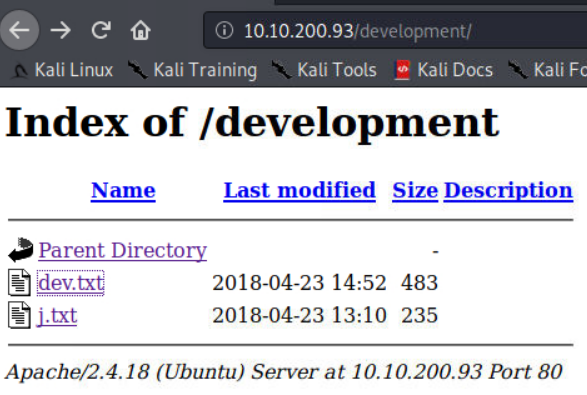 10.10.200.93/development/
Kali Linux Kali Training Kali Tools Kali Docs Kali Fo
Index of /development
Name Last modified Size Description
Parent Directory -
dev.txt 2018-04-23 14:52 483
j.txt 2018-04-23 13:10 235
Apache/2.4.18 (Ubuntu) Server at 10.10.200.93 Port 80